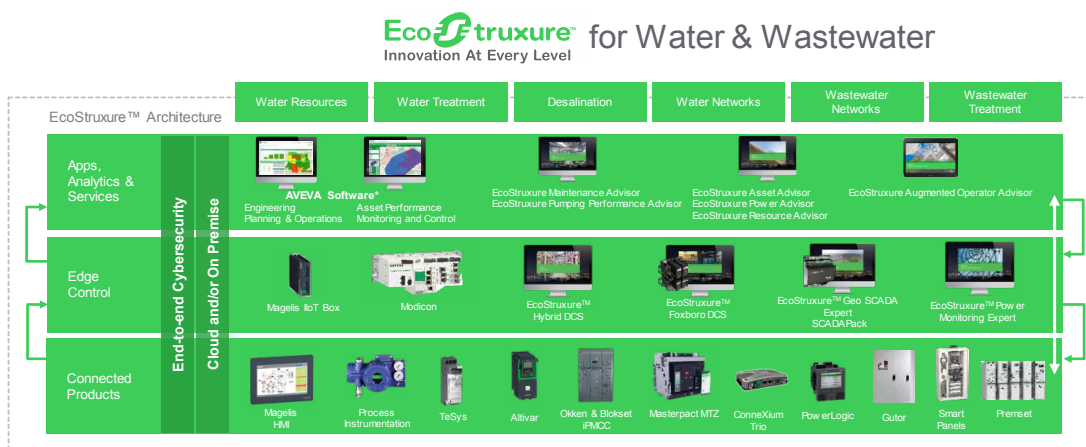 EcoStruxure™ for Water & Wastewater
Innovation At Every Level
Water Resources
Water Treatment
Desalination
Water Networks
Wastewater
Networks
Wastewater
Treatment
EcoStruxure™ Architecture
Apps,
Analytics &
Services
End-to-end Cybersecurity
Cloud and/or On Premise
AVEVA Software*
Engineering
Planning & Operations
Asset Performance
Monitoring and Control
EcoStruxure Maintenance Advisor
EcoStruxure Pumping Performance Advisor
EcoStruxure Asset Advisor
EcoStruxure Power Advisor
EcoStruxure Resource Advisor
EcoStruxure Augmented Operator Advisor
Edge
Control
Magelis IIoT Box
Modicon
EcoStruxure™
Hybrid DCS
EcoStruxure™
Foxboro DCS
EcoStruxure™ Geo SCADA
Expert
SCADAPack
EcoStruxure™ Power
Monitoring Expert
Connected
Products
Magelis
HMI
Process
Instrumentation
TeSys
Altivar
Okken & Blokset
iPMCC
Masterpact MTZ
ConneXium
Trio
PowerLogic
Gutor
Smart
Panels
Premset